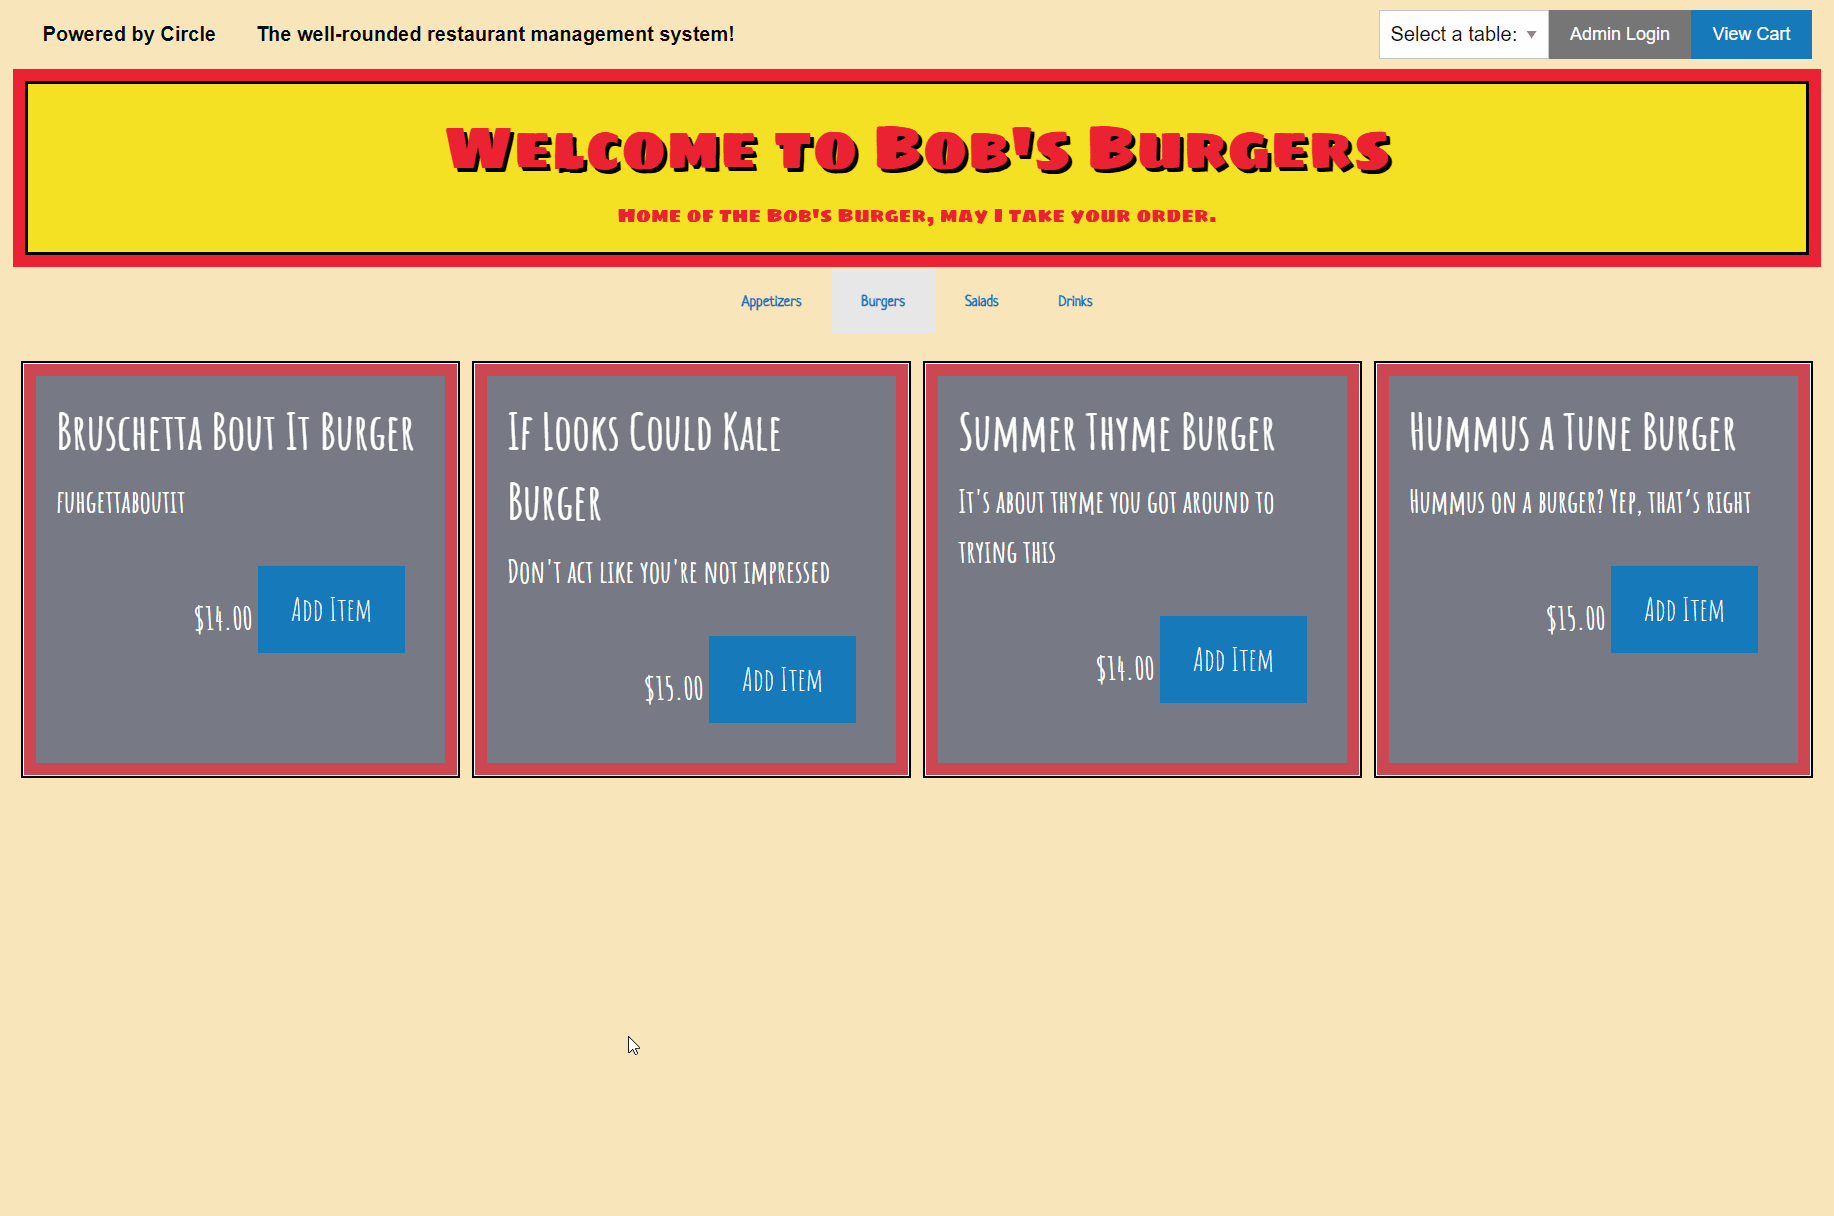 Powered by Circle
The well-rounded restaurant management system!
Select a table:
Admin Login
View Cart
Welcome to Bob's Burgers
Home of the Bob's Burger, may I take your order.
Appetizers
Burgers
Salads
Drinks
Bruschetta Bout It Burger
fuhgettaboutit
$14.00
Add Item
If Looks Could Kale
Burger
Don't act like you're not impressed
$15.00
Add Item
Summer Thyme Burger
It's about thyme you got around to
trying this
$14.00
Add Item
Hummus a Tune Burger
Hummus on a burger? Yep, that’s right
$15.00
Add Item